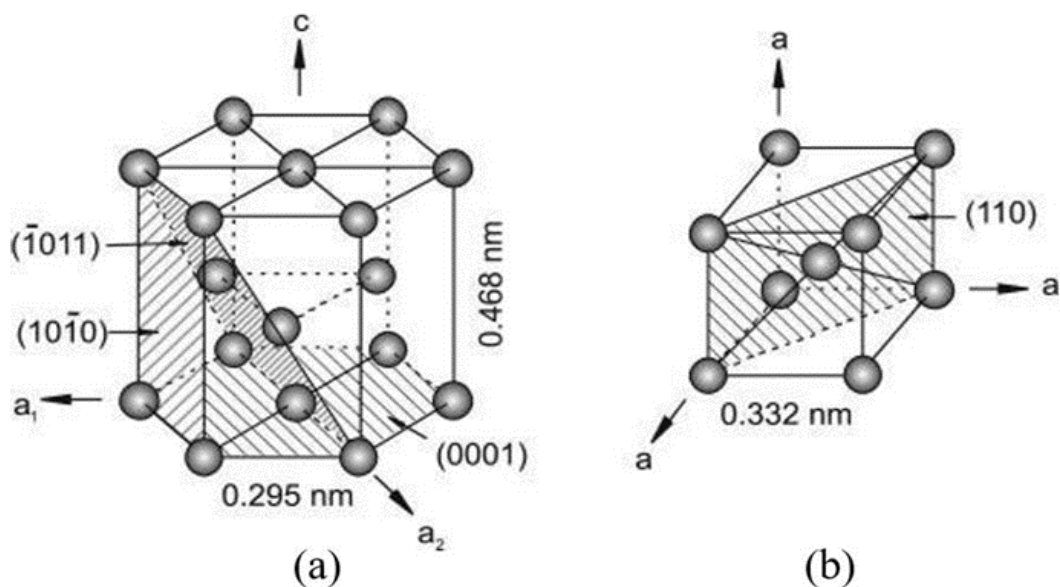 c
(1̄011)
(101̄0)
a₁
0.468 nm
(0001)
0.295 nm
a₂
(a)
a
(110)
a
0.332 nm
a
(b)